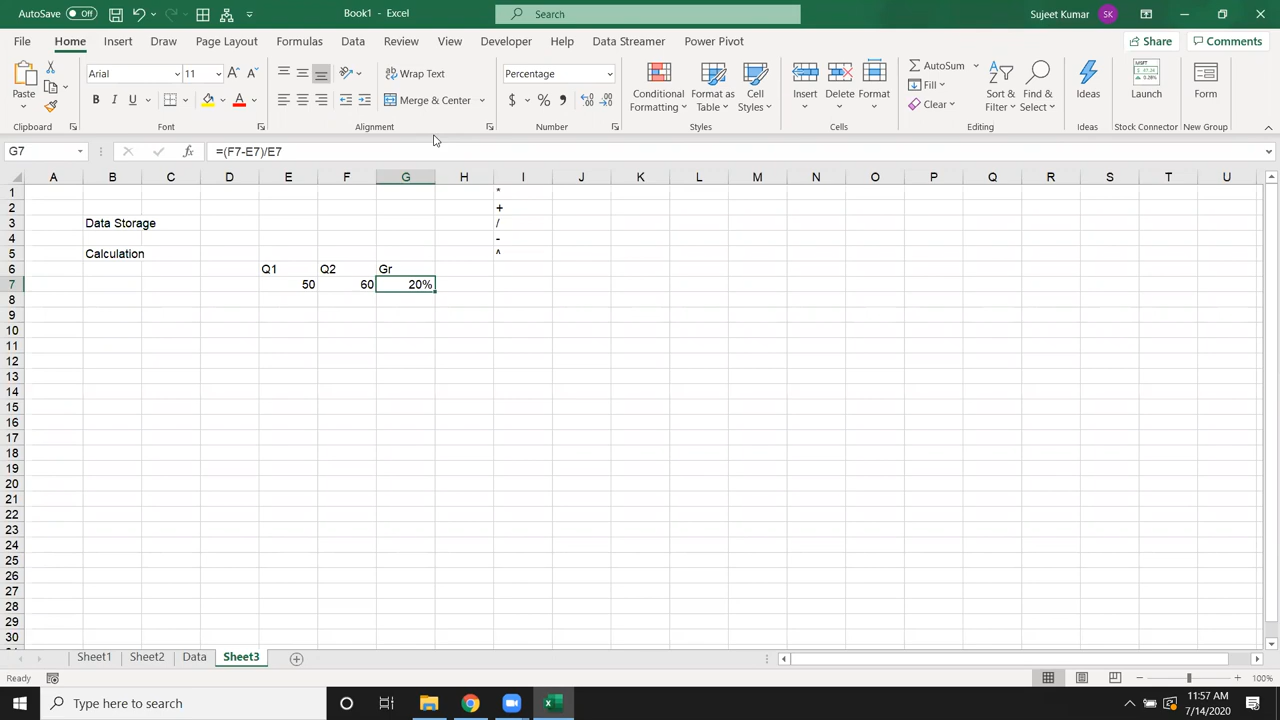 AutoSave Off Book1 - Excel Search Sujeet Kumar SK
File Home Insert Draw Page Layout Formulas Data Review View Developer Help Data Streamer Power Pivot Share Comments
Arial 11 A A Wrap Text Percentage AutoSum
Paste B I U A Merge & Center $ % , Conditional Formatting Format as Table Cell Styles Insert Delete Format Fill Clear Sort & Filter Find & Select Ideas Launch Form
Clipboard Font Alignment Number Styles Cells Editing Ideas Stock Connector New Group
G7 fx =(F7-E7)/E7
A B C D E F G H I J K L M N O P Q R S T U
1 *
2 +
3 Data Storage /
4 -
5 Calculation ^
6 Q1 Q2 Gr
7 50 60 20%
8
9
10
11
12
13
14
15
16
17
18
19
20
21
22
23
24
25
26
27
28
29
30
Sheet1 Sheet2 Data Sheet3
Ready 100%
Type here to search 11:57 AM
7/14/2020